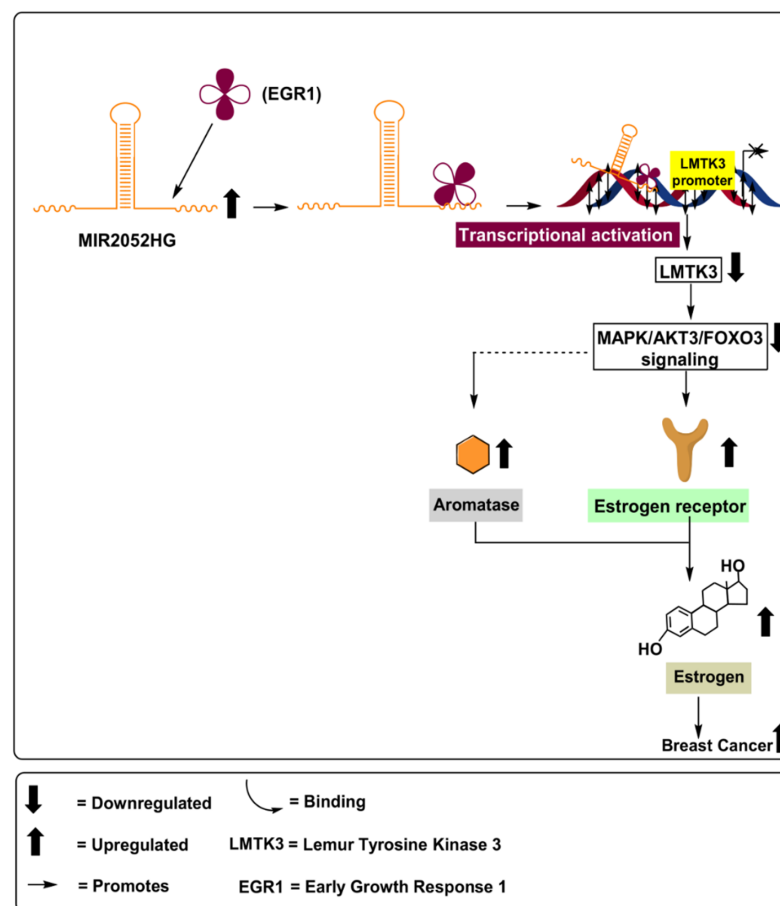 (EGR1)
MIR2052HG
LMTK3
promoter
Transcriptional activation
LMTK3
MAPK/AKT3/FOXO3
signaling
Aromatase
Estrogen receptor
HO
HO
Estrogen
Breast Cancer
= Downregulated
= Binding
= Upregulated
LMTK3 = Lemur Tyrosine Kinase 3
= Promotes
EGR1 = Early Growth Response 1